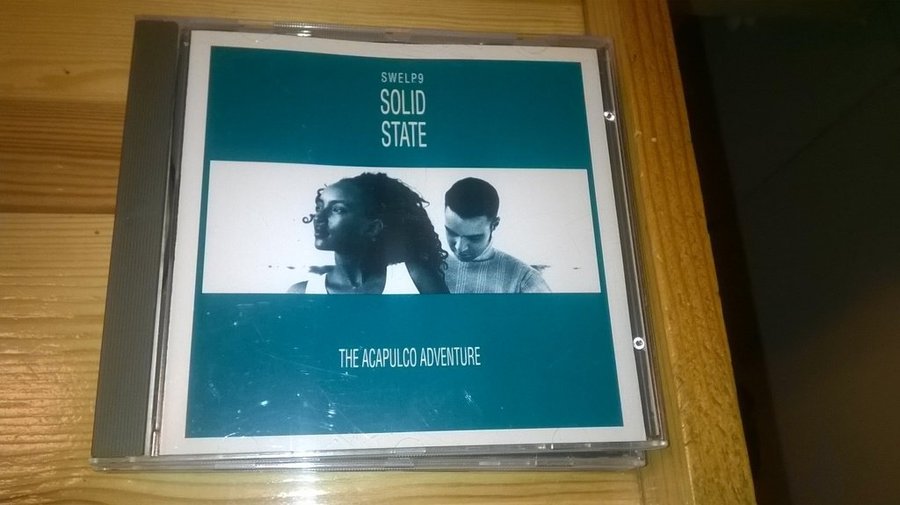 SWELP9
SOLID
STATE
THE ACAPULCO ADVENTURE